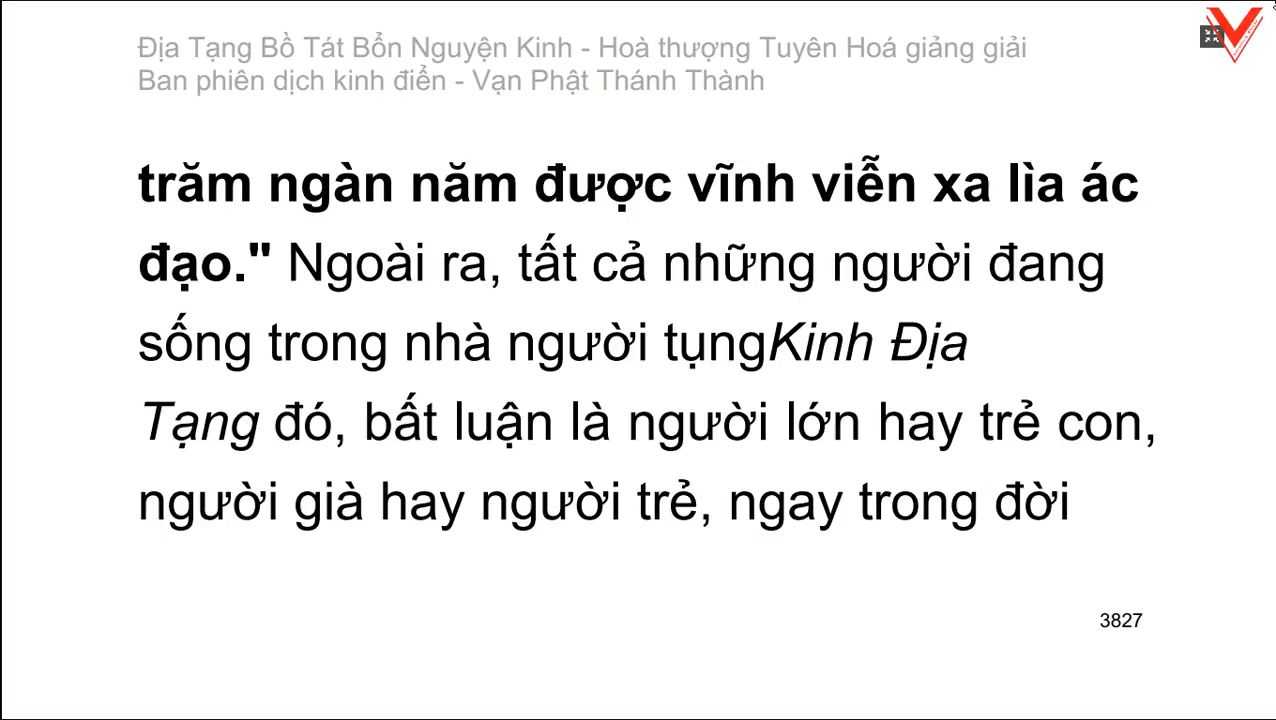 Địa Tạng Bồ Tát Bổn Nguyện Kinh - Hoà thượng Tuyên Hoá giảng giải
Ban phiên dịch kinh điển - Vạn Phật Thánh Thành
trăm ngàn năm được vĩnh viễn xa lìa ác
đạo." Ngoài ra, tất cả những người đang
sống trong nhà người tụngKinh Địa
Tạng đó, bất luận là người lớn hay trẻ con,
người già hay người trẻ, ngay trong đời
3827